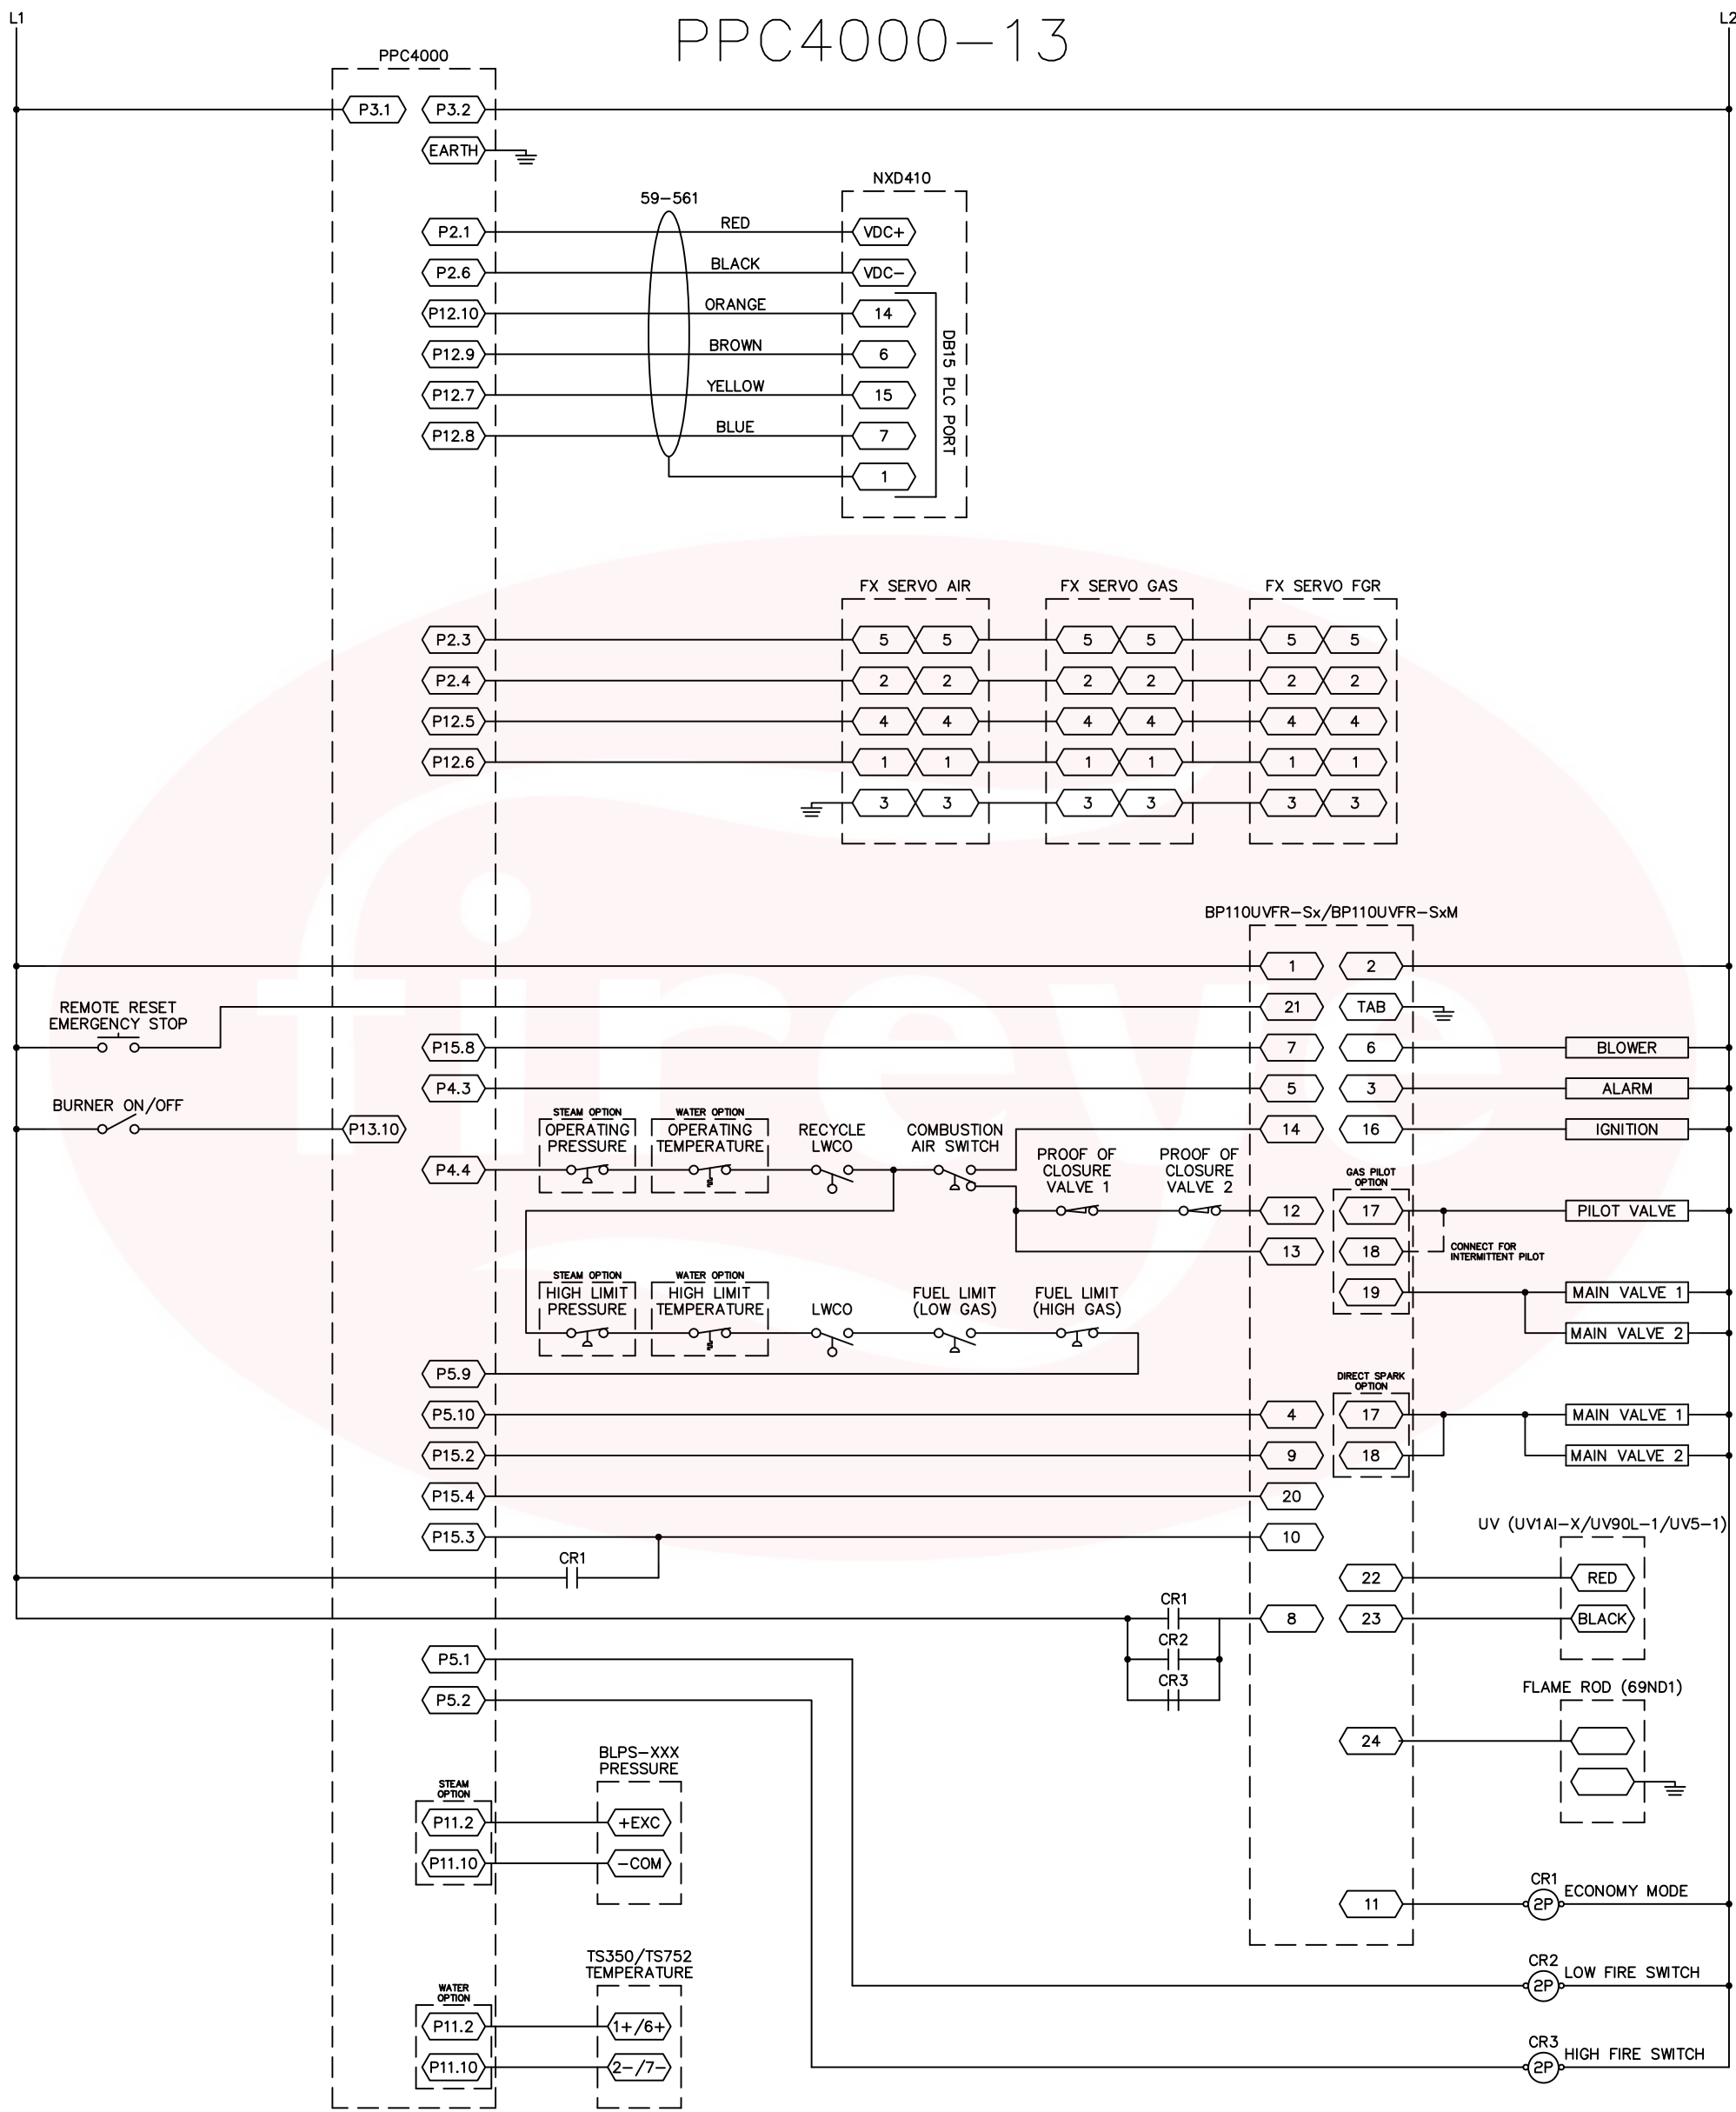 L1
PPC4000-13
L2
PPC4000
P3.1 P3.2
EARTH
NXD410
59-561
P2.1 RED VDC+
P2.6 BLACK VDC-
P12.10 ORANGE 14
P12.9 BROWN 6
P12.7 YELLOW 15
P12.8 BLUE 7
1
DB15 PLC PORT
FX SERVO AIR FX SERVO GAS FX SERVO FGR
P2.3 5 5 5 5 5 5
P2.4 2 2 2 2 2 2
P12.5 4 4 4 4 4 4
P12.6 1 1 1 1 1 1
3 3 3 3 3 3
fireye
BP110UVFR-Sx/BP110UVFR-SxM
1 2
REMOTE RESET
EMERGENCY STOP
21 TAB
P15.8 7 6 BLOWER
P4.3 5 3 ALARM
BURNER ON/OFF
P13.10
14 16 IGNITION
STEAM OPTION
OPERATING
PRESSURE
WATER OPTION
OPERATING
TEMPERATURE
RECYCLE
LWCO
COMBUSTION
AIR SWITCH
P4.4
PROOF OF
CLOSURE
VALVE 1
PROOF OF
CLOSURE
VALVE 2
GAS PILOT
OPTION
12 17 PILOT VALVE
13 18
CONNECT FOR
INTERMITTENT PILOT
19 MAIN VALVE 1
MAIN VALVE 2
STEAM OPTION
HIGH LIMIT
PRESSURE
WATER OPTION
HIGH LIMIT
TEMPERATURE
LWCO
FUEL LIMIT
(LOW GAS)
FUEL LIMIT
(HIGH GAS)
P5.9
DIRECT SPARK
OPTION
P5.10 4 17 MAIN VALVE 1
P15.2 9 18 MAIN VALVE 2
P15.4 20
P15.3 10
CR1
UV (UV1AI-X/UV90L-1/UV5-1)
22 RED
CR1
8 23 BLACK
CR2
CR3
P5.1
P5.2
FLAME ROD (69ND1)
24
BLPS-XXX
PRESSURE
STEAM
OPTION
P11.2 +EXC
P11.10 -COM
CR1
11 2P ECONOMY MODE
TS350/TS752
TEMPERATURE
CR2
2P LOW FIRE SWITCH
WATER
OPTION
P11.2 1+/6+
P11.10 2-/7-
CR3
2P HIGH FIRE SWITCH